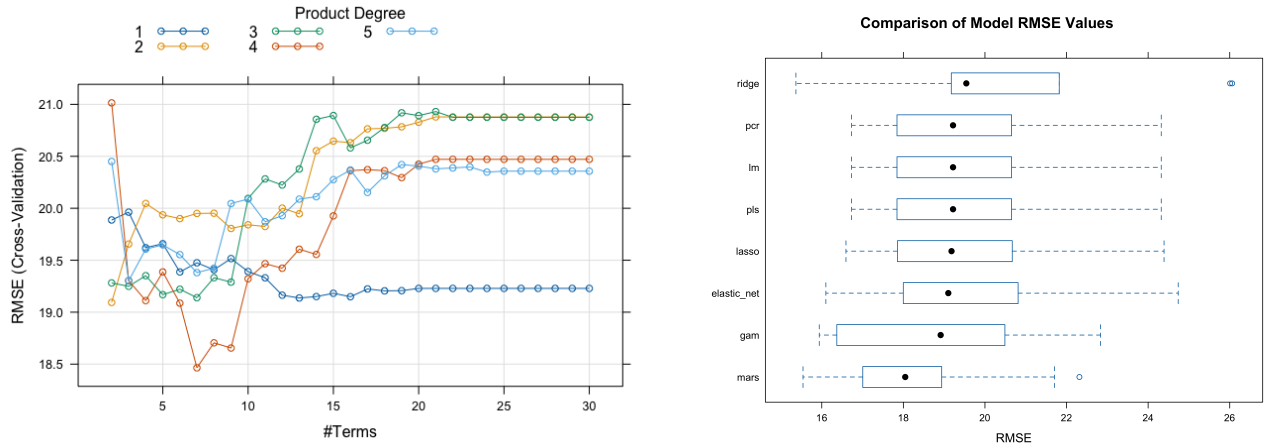 Product Degree
1 3 5
2 4
RMSE (Cross-Validation)
21.0
20.5
20.0
19.5
19.0
18.5
5 10 15 20 25 30
#Terms
Comparison of Model RMSE Values
ridge
pcr
lm
pls
lasso
elastic_net
gam
mars
16 18 20 22 24 26
RMSE